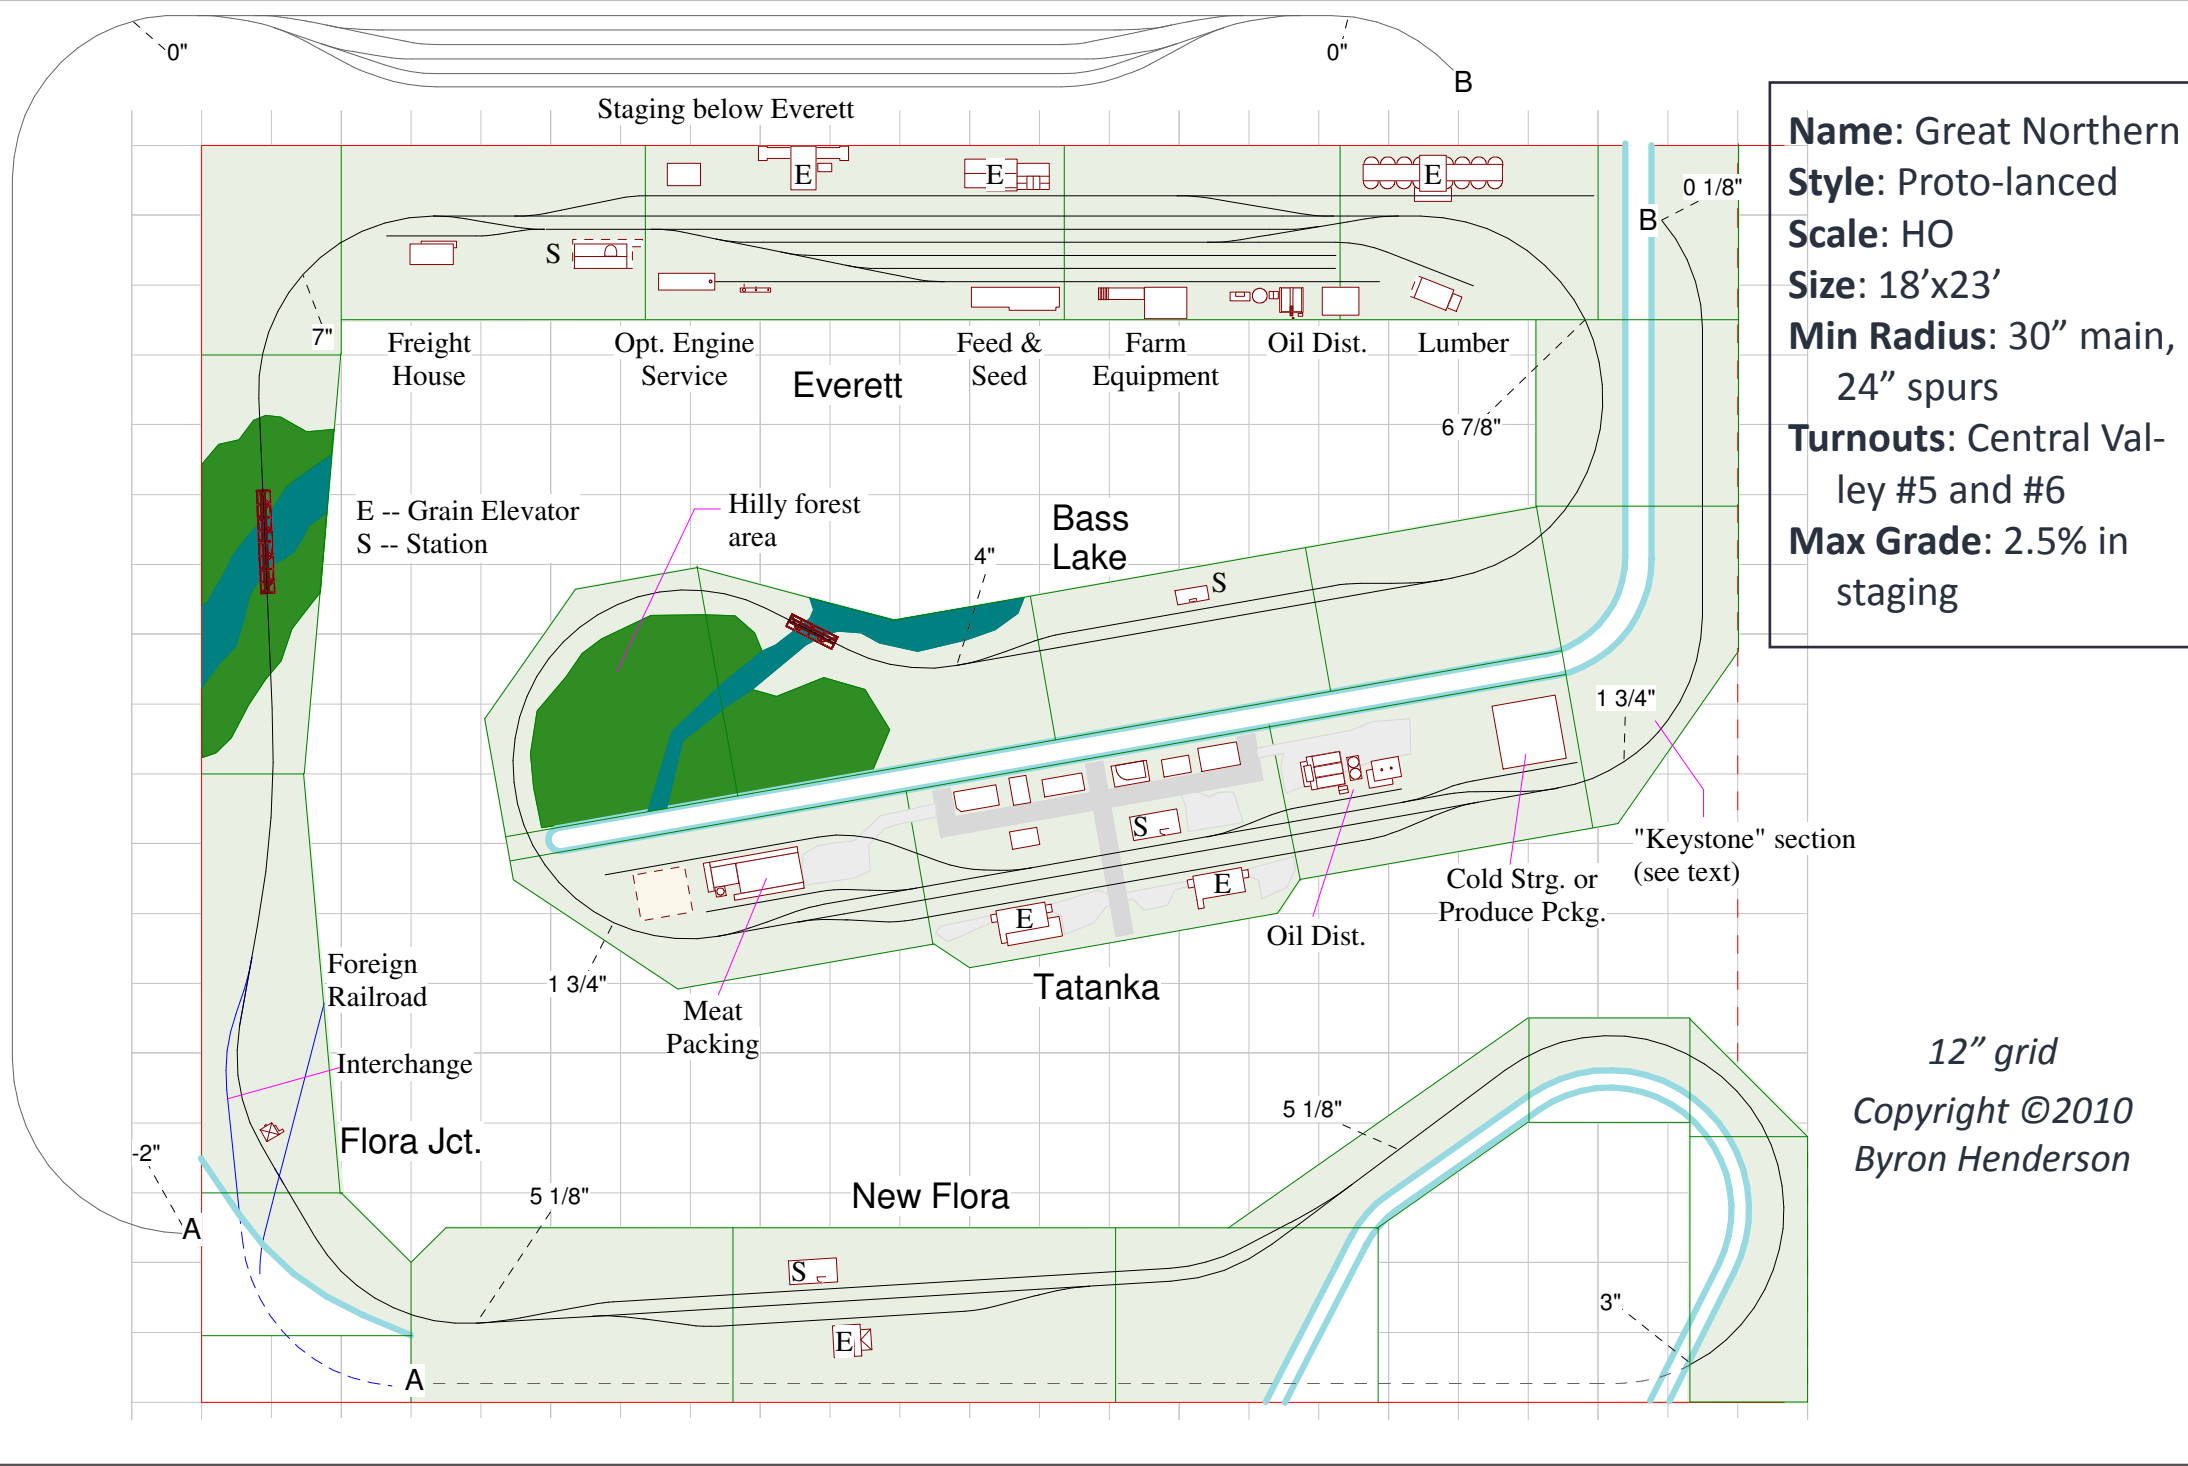 0"
0"
B
Staging below Everett
Name: Great Northern
Style: Proto-lanced
Scale: HO
Size: 18’x23’
Min Radius: 30” main,
24” spurs
Turnouts: Central Val-
ley #5 and #6
Max Grade: 2.5% in
staging
E
E
E
0 1/8"
B
S
7"
Freight
House
Opt. Engine
Service
Feed &
Seed
Farm
Equipment
Oil Dist.
Lumber
Everett
6 7/8"
E -- Grain Elevator
S -- Station
Hilly forest
area
Bass
Lake
4"
S
1 3/4"
S
E
E
"Keystone" section
(see text)
Cold Strg. or
Produce Pckg.
Oil Dist.
1 3/4"
Tatanka
Meat
Packing
Foreign
Railroad
Interchange
Flora Jct.
-2"
A
5 1/8"
New Flora
5 1/8"
12” grid
Copyright ©2010
Byron Henderson
S
3"
E
A